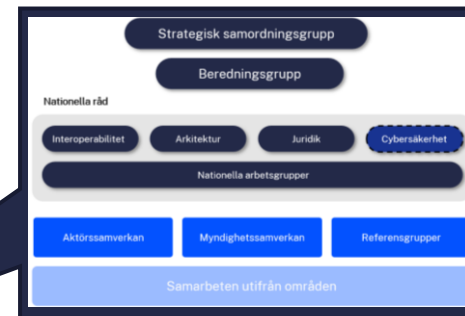 Strategisk samordningsgrupp
Beredningsgrupp
Nationella råd
Interoperabilitet
Arkitektur
Juridik
Cybersäkerhet
Nationella arbetsgrupper
Aktörssamverkan
Myndighetssamverkan
Referensgrupper
Samarbeten utifrån områden